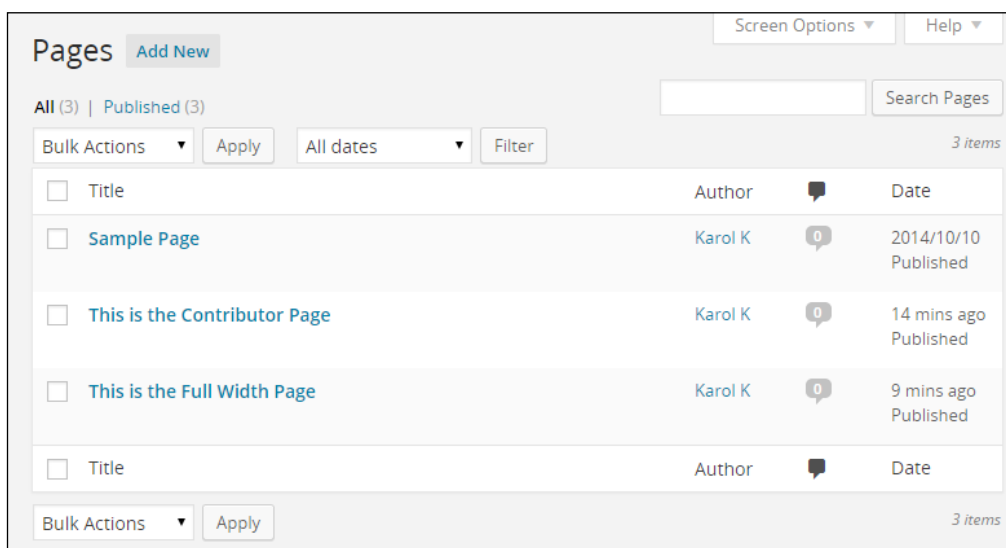 Screen Options ▼ Help ▼
Pages Add New
All (3) | Published (3)
Search Pages
Bulk Actions ▼ Apply All dates ▼ Filter 3 items
Title Author Date
Sample Page Karol K 0 2014/10/10
Published
This is the Contributor Page Karol K 0 14 mins ago
Published
This is the Full Width Page Karol K 0 9 mins ago
Published
Title Author Date
Bulk Actions ▼ Apply 3 items